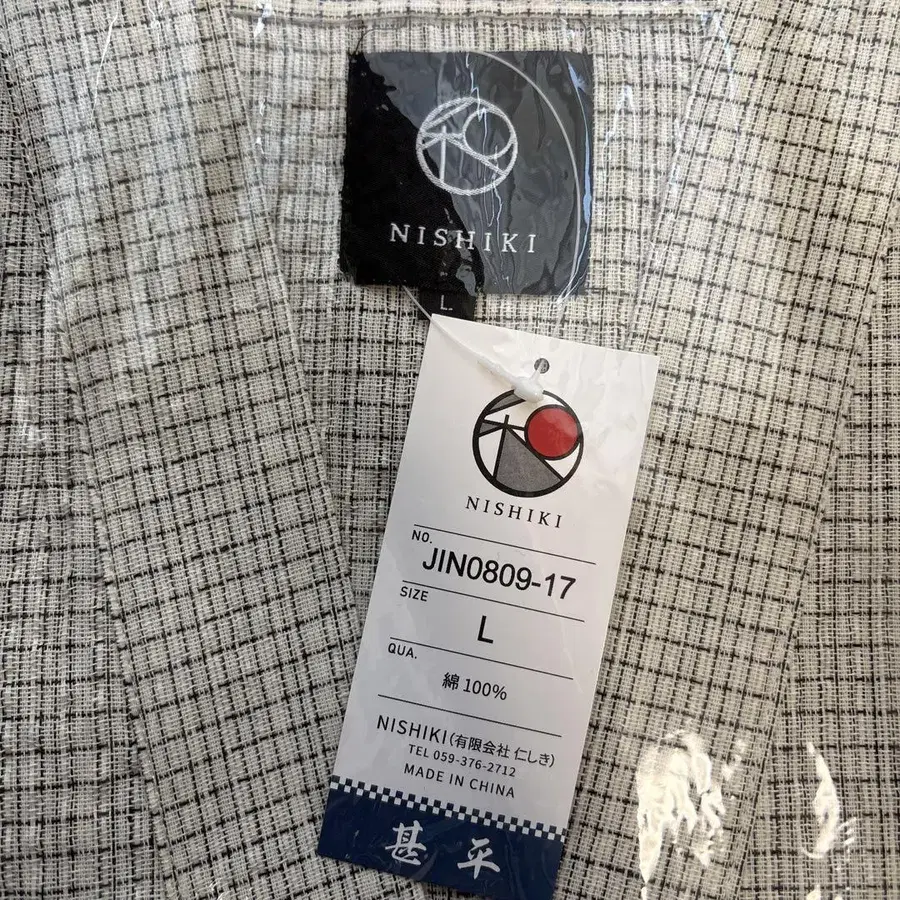 NISHIKI
L
NISHIKI
NO.
JIN0809-17
SIZE
L
QUA.
綿 100%
NISHIKI(有限会社 仁しき)
TEL 059-376-2712
MADE IN CHINA
甚平